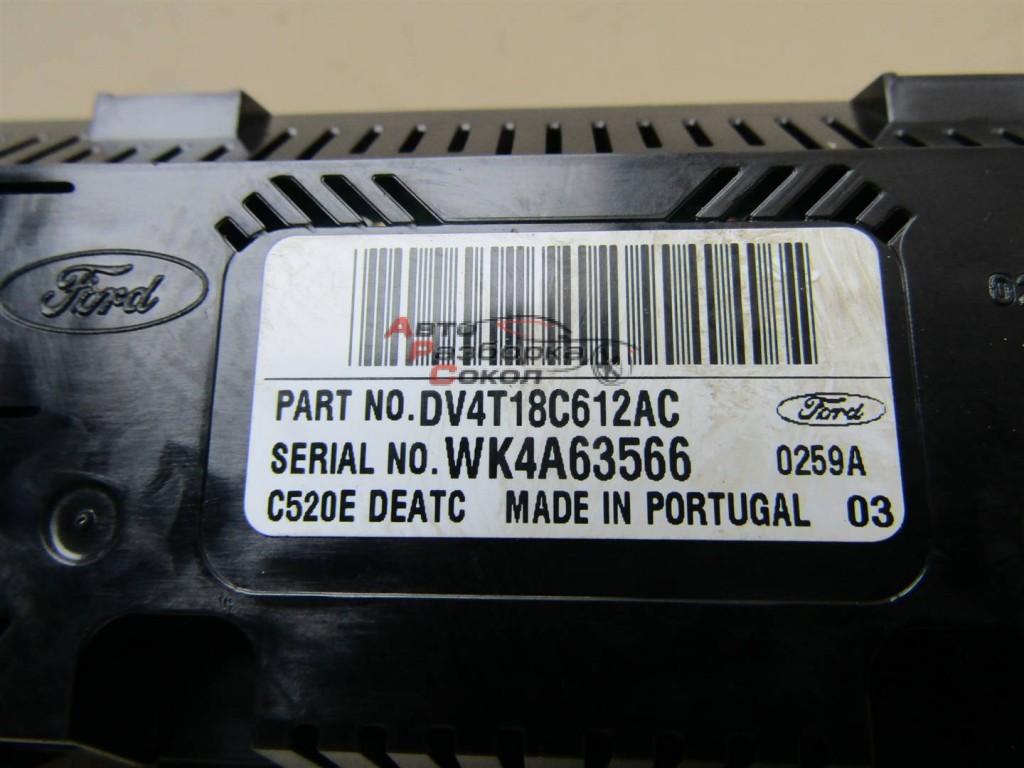 Ford
Авто
Разборка
Сокол
PART NO. DV4T18C612AC
Ford
SERIAL NO. WK4A63566 0259A
C520E DEATC MADE IN PORTUGAL 03